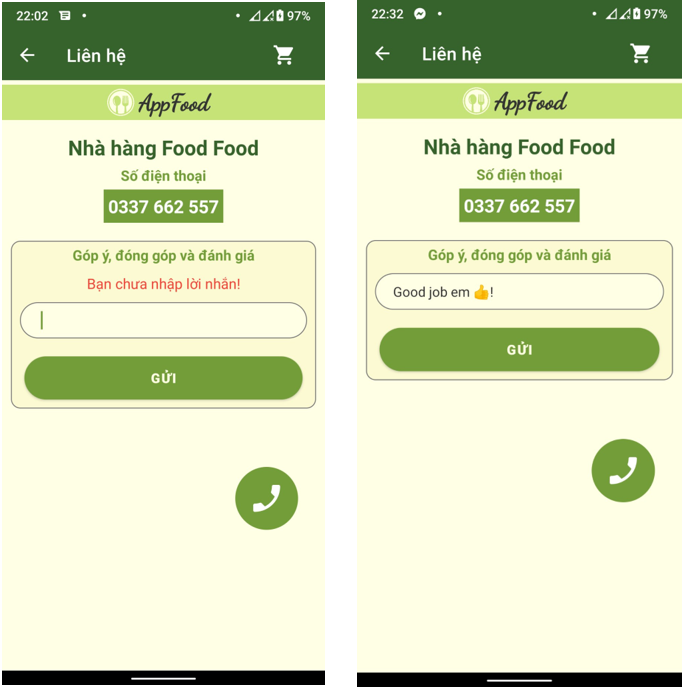 22:02
97%
Liên hệ
AppFood
Nhà hàng Food Food
Số điện thoại
0337 662 557
Góp ý, đóng góp và đánh giá
Bạn chưa nhập lời nhắn!
GỬI
22:32
97%
Liên hệ
AppFood
Nhà hàng Food Food
Số điện thoại
0337 662 557
Góp ý, đóng góp và đánh giá
Good job em 👍!
GỬI